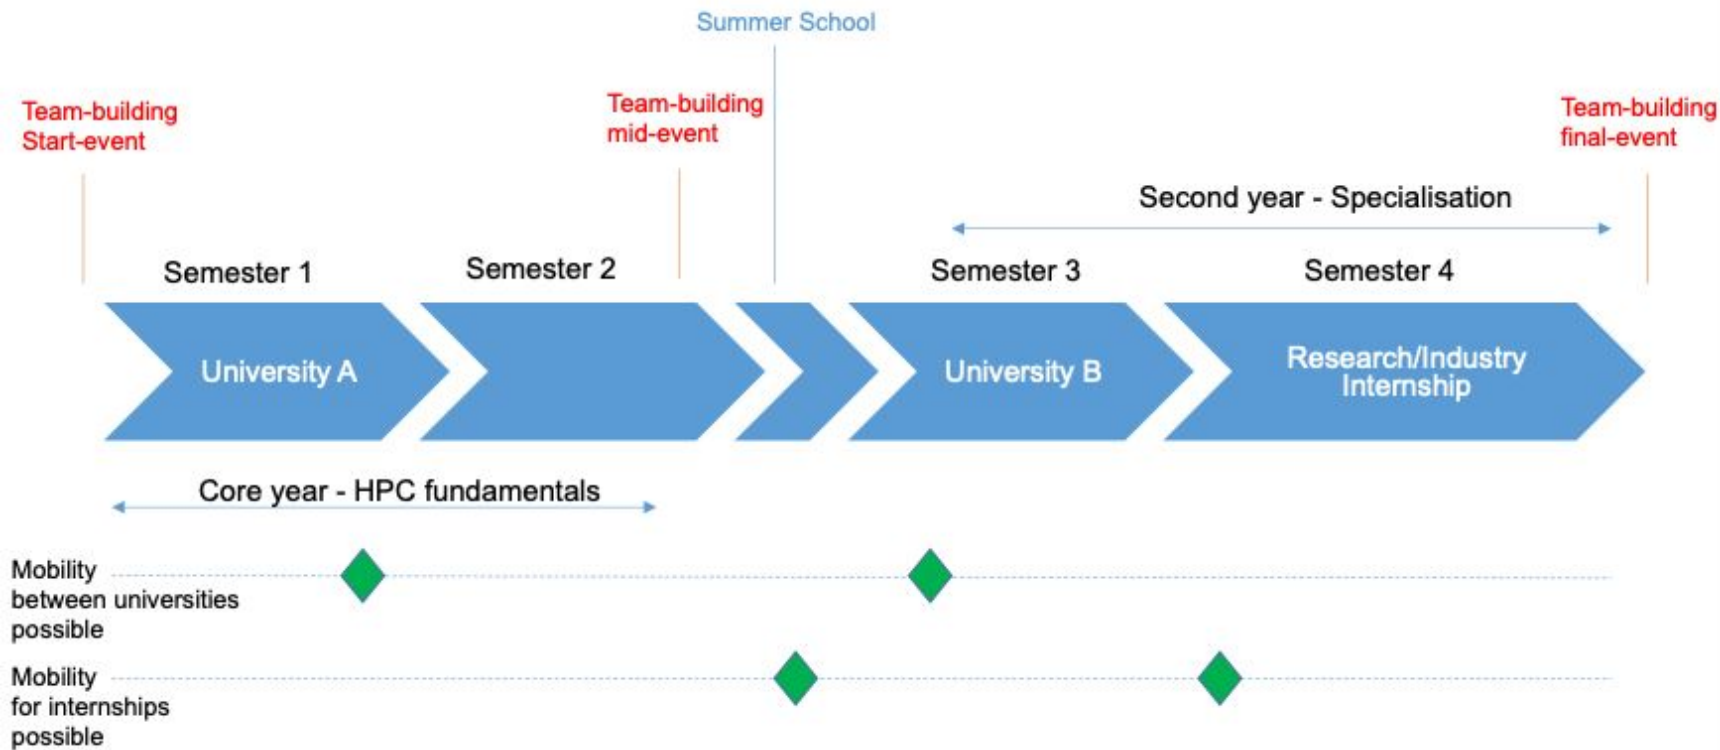 Summer School
Team-building
Start-event
Team-building
mid-event
Team-building
final-event
Second year - Specialisation
Semester 1
Semester 2
Semester 3
Semester 4
University A
University B
Research/Industry
Internship
Core year - HPC fundamentals
Mobility
between universities
possible
Mobility
for internships
possible